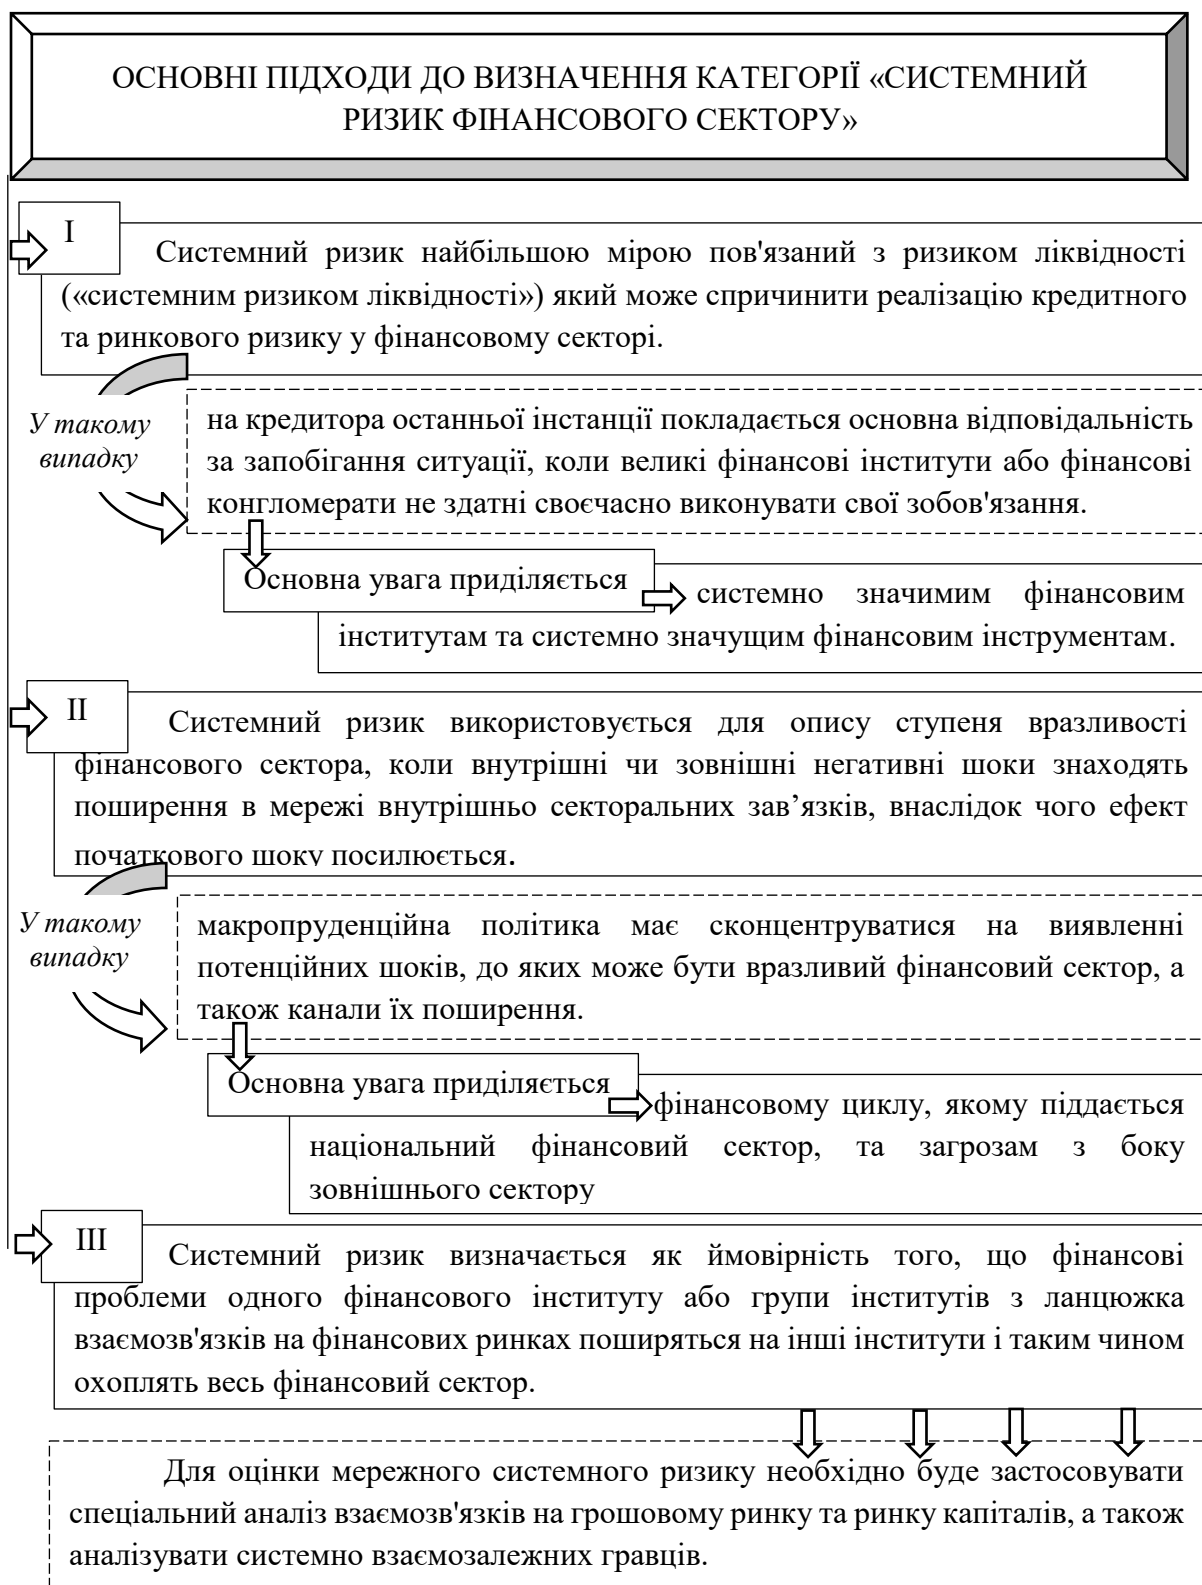 ОСНОВНІ ПІДХОДИ ДО ВИЗНАЧЕННЯ КАТЕГОРІЇ «СИСТЕМНИЙ
РИЗИК ФІНАНСОВОГО СЕКТОРУ»
I
Системний ризик найбільшою мірою пов'язаний з ризиком ліквідності
(«системним ризиком ліквідності») який може спричинити реалізацію кредитного
та ринкового ризику у фінансовому секторі.
У такому
випадку
на кредитора останньої інстанції покладається основна відповідальність
за запобігання ситуації, коли великі фінансові інститути або фінансові
конгломерати не здатні своєчасно виконувати свої зобов'язання.
Основна увага приділяється
системно значимим фінансовим
інститутам та системно значущим фінансовим інструментам.
II
Системний ризик використовується для опису ступеня вразливості
фінансового сектора, коли внутрішні чи зовнішні негативні шоки знаходять
поширення в мережі внутрішньо секторальних зав’язків, внаслідок чого ефект
початкового шоку посилюється.
У такому
випадку
макропруденційна політика має сконцентруватися на виявленні
потенційних шоків, до яких може бути вразливий фінансовий сектор, а
також канали їх поширення.
Основна увага приділяється
фінансовому циклу, якому піддається
національний фінансовий сектор, та загрозам з боку
зовнішнього сектору
III
Системний ризик визначається як ймовірність того, що фінансові
проблеми одного фінансового інституту або групи інститутів з ланцюжка
взаємозв'язків на фінансових ринках поширяться на інші інститути і таким чином
охоплять весь фінансовий сектор.
Для оцінки мережного системного ризику необхідно буде застосовувати
спеціальний аналіз взаємозв'язків на грошовому ринку та ринку капіталів, а також
аналізувати системно взаємозалежних гравців.